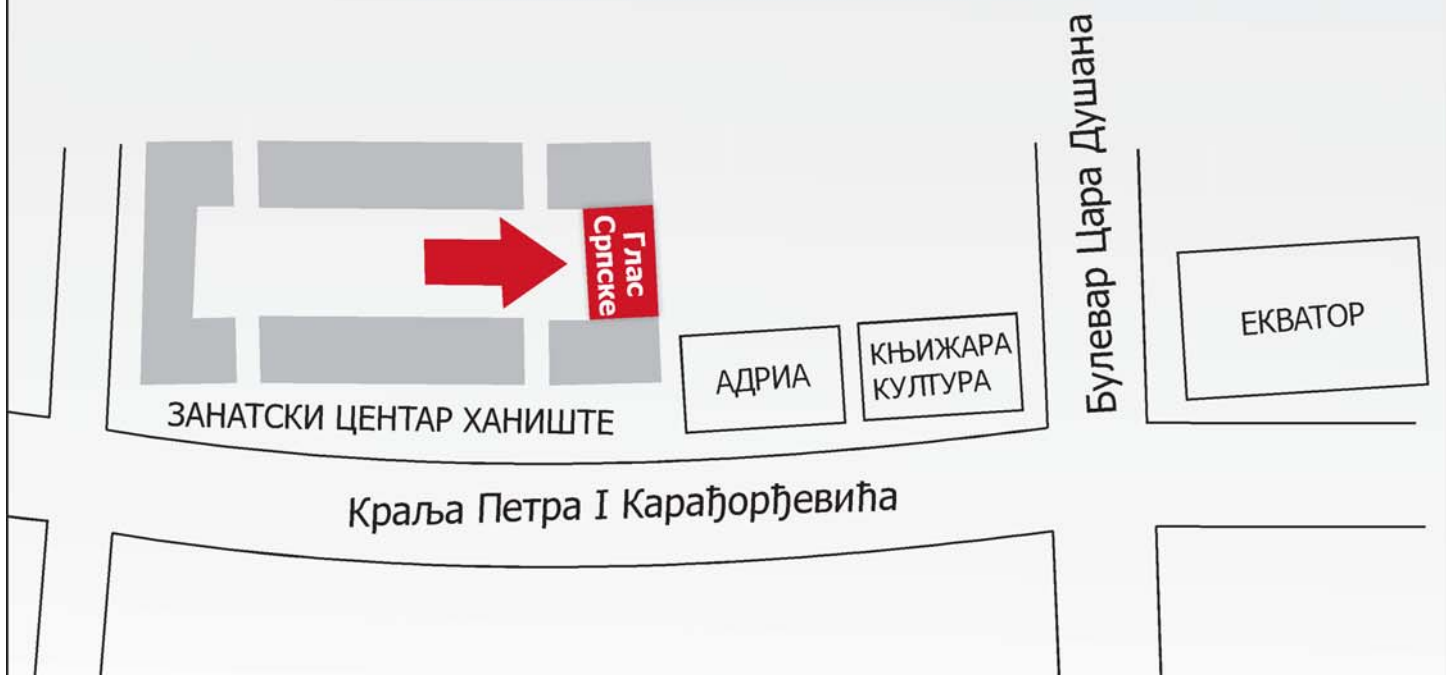 Булевар Цара Душана
Глас
Српске
ЕКВАТОР
АДРИА
КЊИЖАРА
КУЛТУРА
ЗАНАТСКИ ЦЕНТАР ХАНИШТЕ
Краља Петра I Карађорђевића